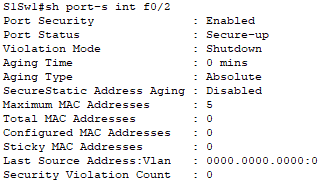 S1Sw1#sh port-s int f0/2
Port Security              : Enabled
Port Status                : Secure-up
Violation Mode             : Shutdown
Aging Time                 : 0 mins
Aging Type                 : Absolute
SecureStatic Address Aging : Disabled
Maximum MAC Addresses      : 5
Total MAC Addresses        : 0
Configured MAC Addresses   : 0
Sticky MAC Addresses       : 0
Last Source Address:Vlan   : 0000.0000.0000:0
Security Violation Count   : 0